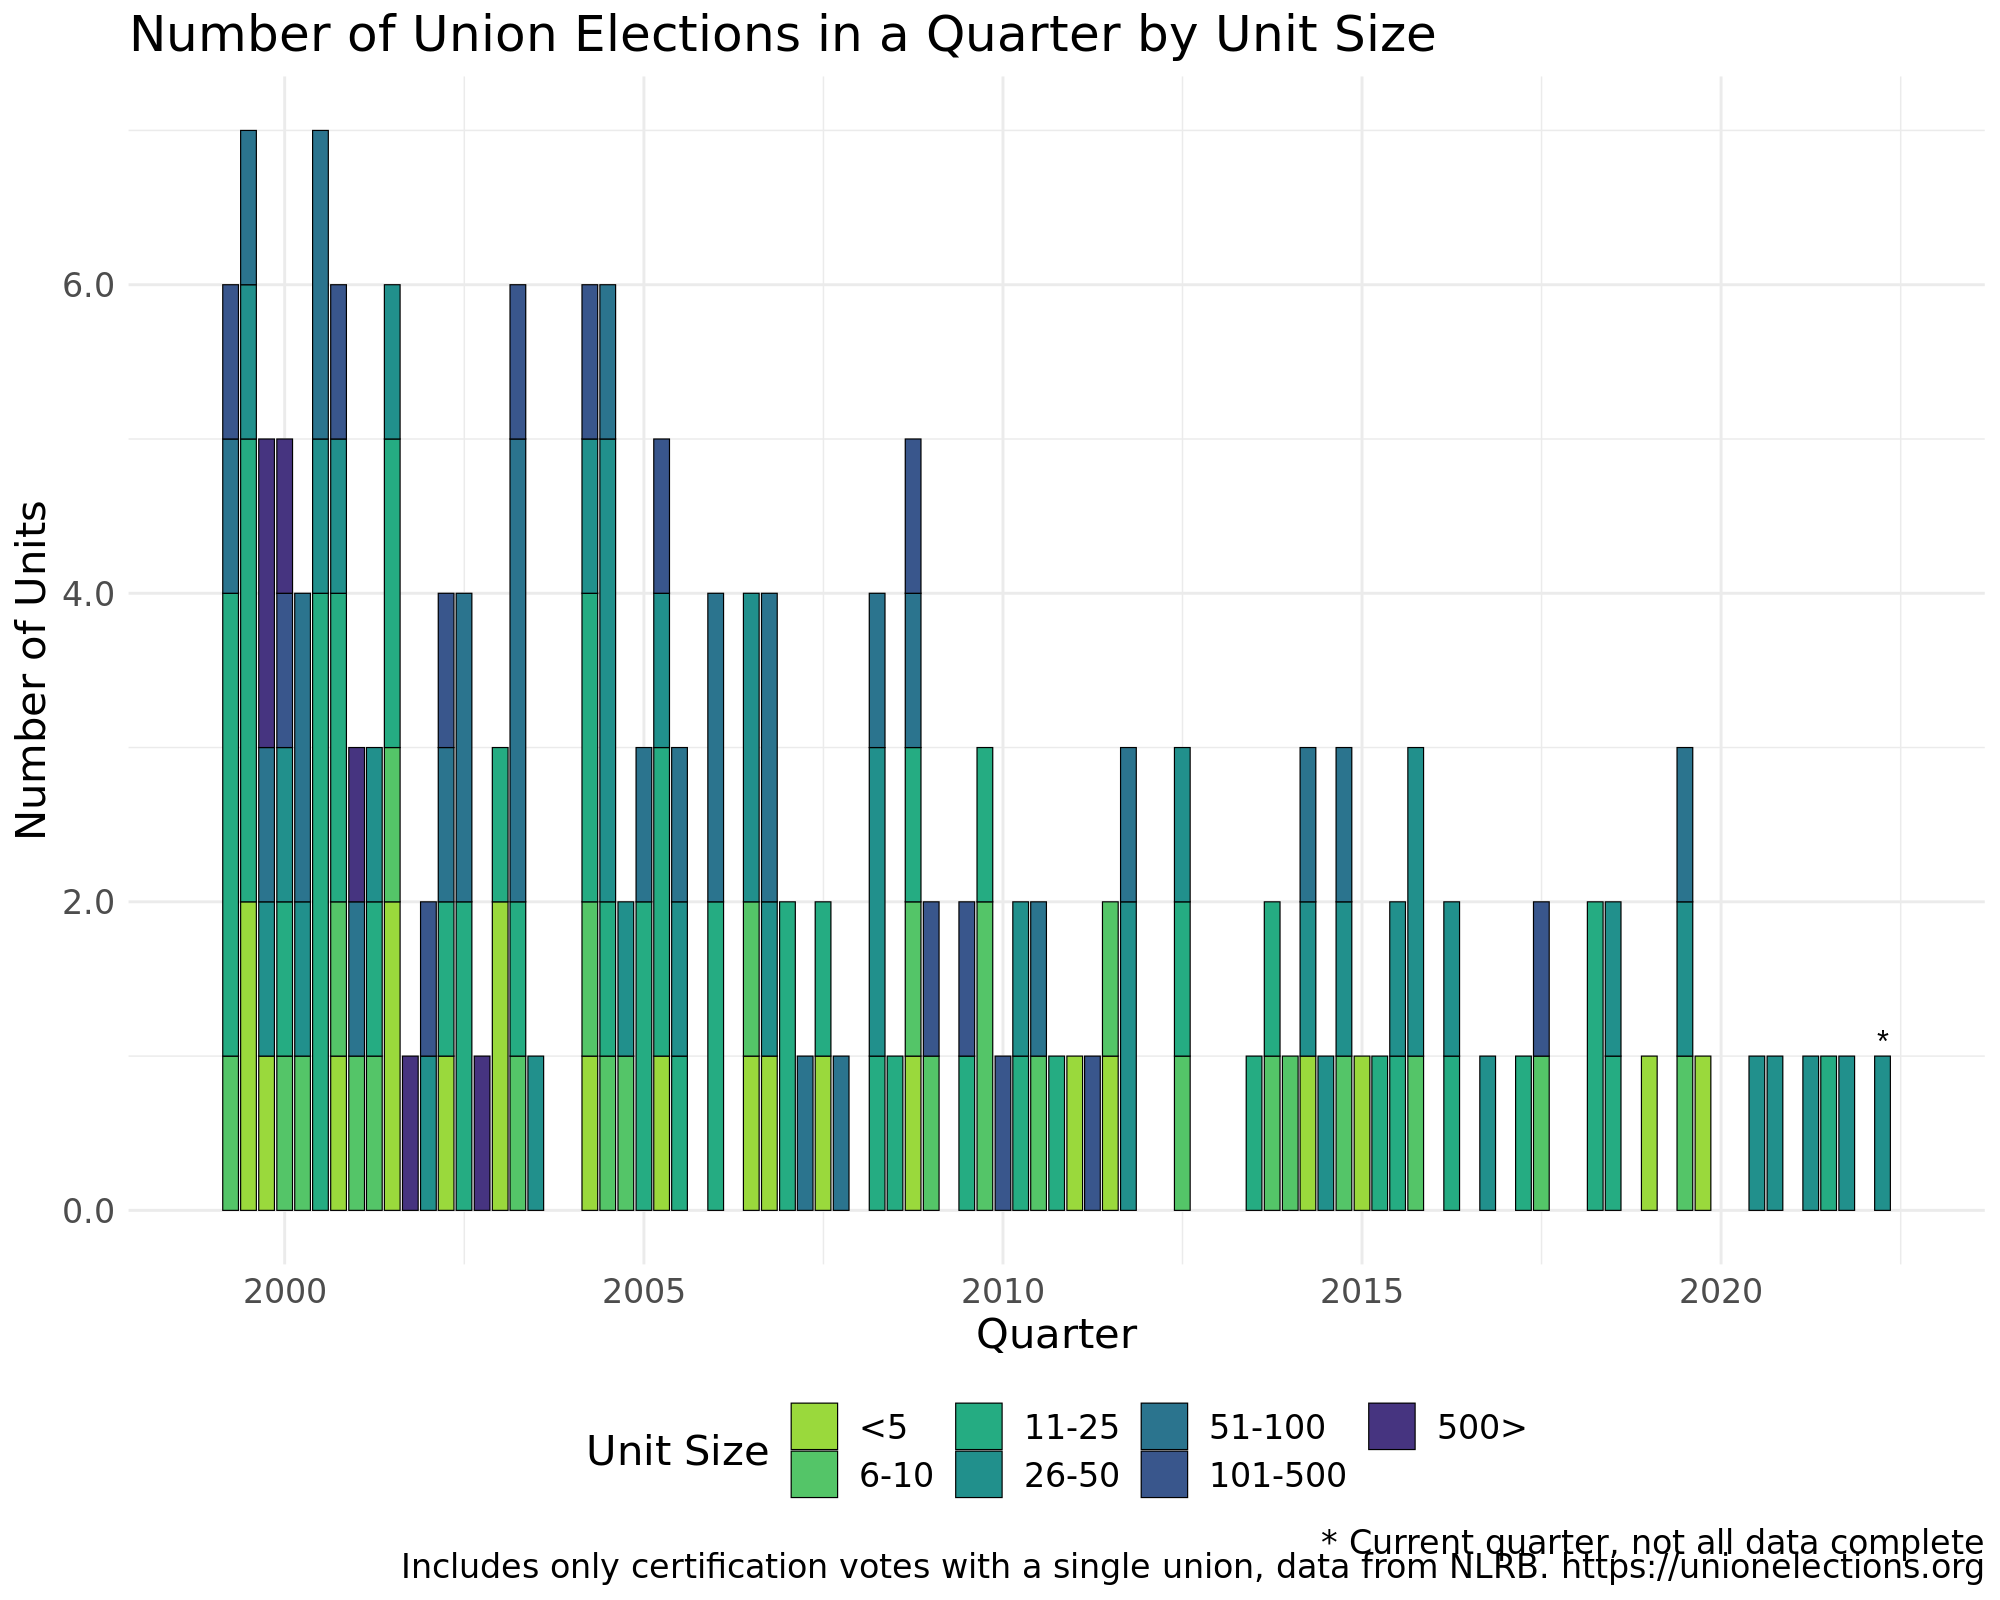 Number of Union Elections in a Quarter by Unit Size
Number of Units
6.0
4.0
2.0
0.0
*
2000 2005 2010 2015 2020
Quarter
Unit Size
<5 11-25 51-100 500>
6-10 26-50 101-500
* Current quarter, not all data complete
Includes only certification votes with a single union, data from NLRB. https://unionelections.org